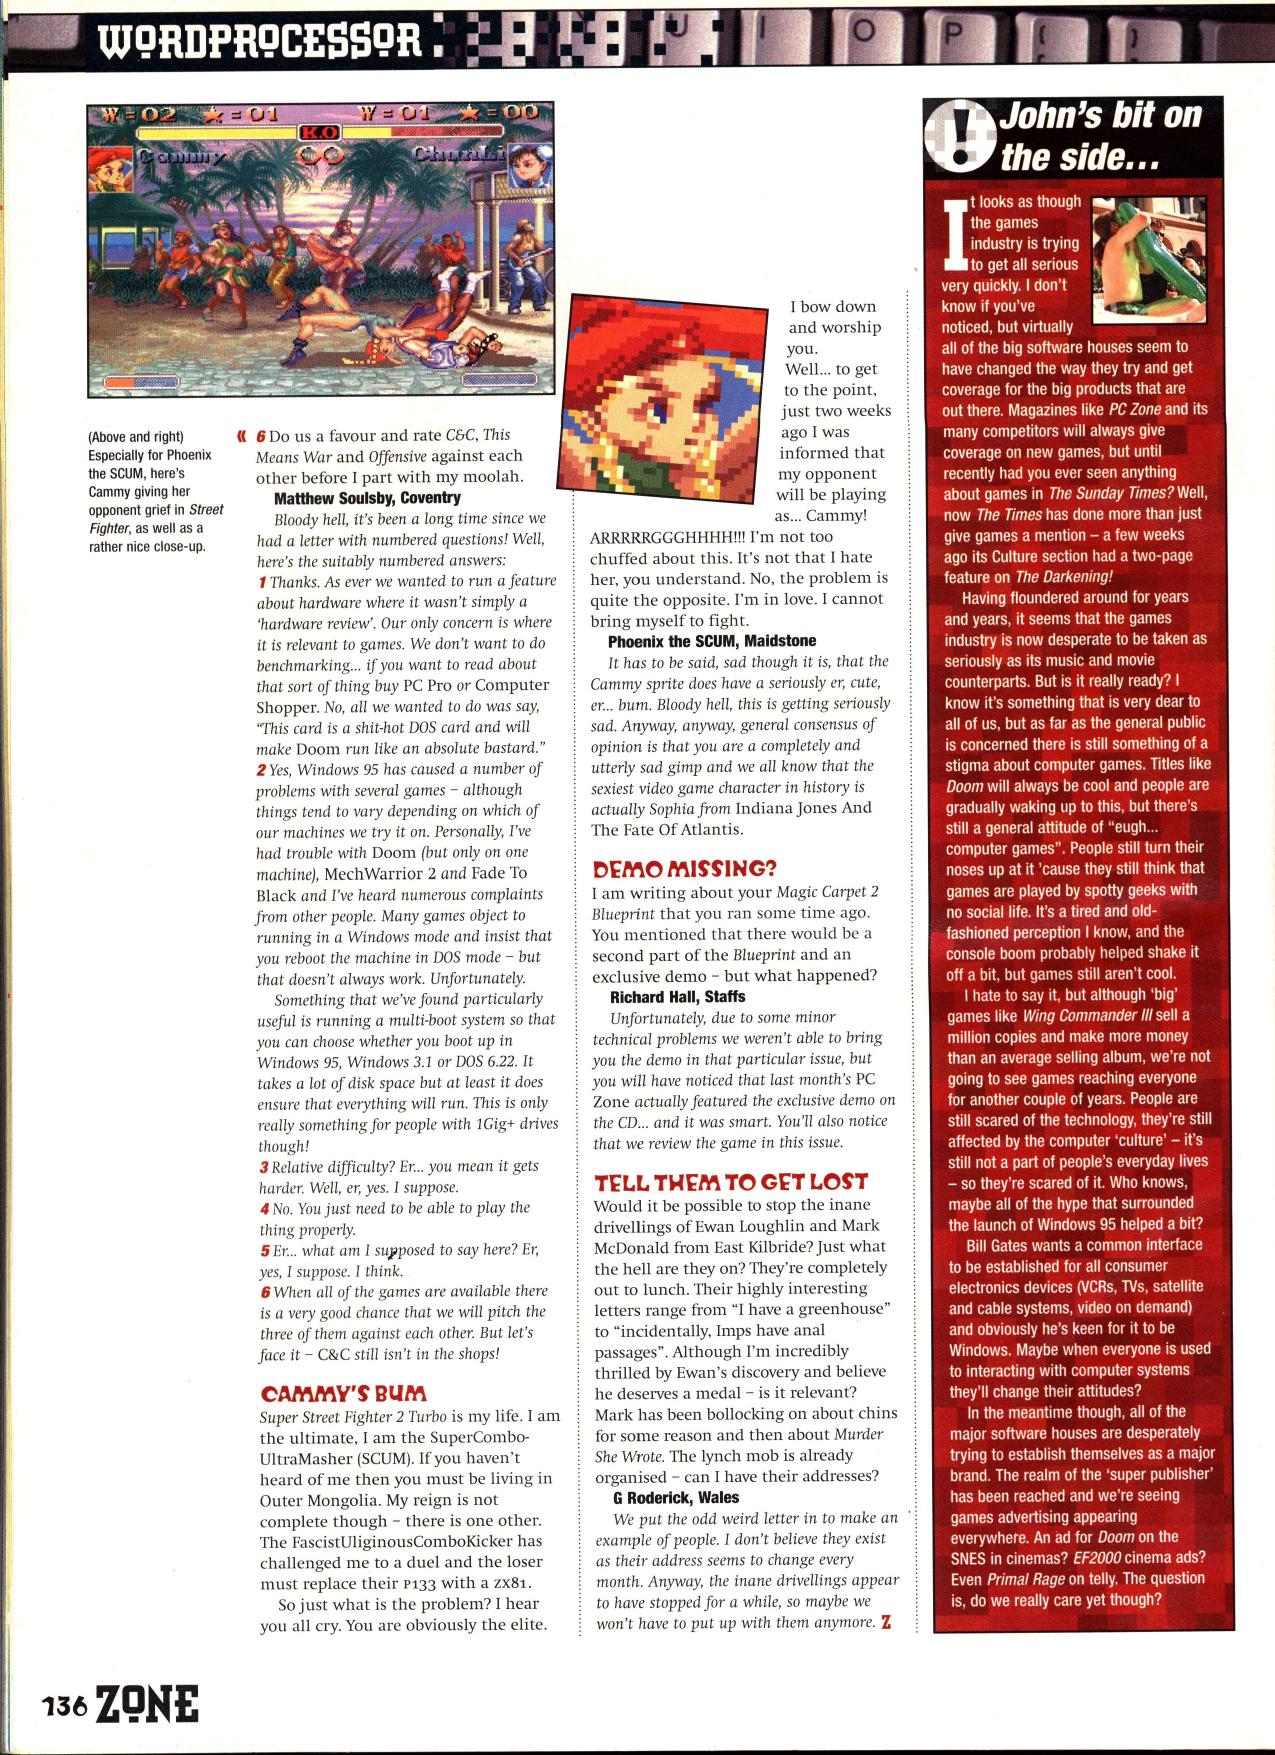 WORDPROCESSOR
U I O P { }
W=02 ★=01 W=01 ★=00
K.O
Cammy ChunLi
(Above and right)
Especially for Phoenix
the SCUM, here's
Cammy giving her
opponent grief in Street
Fighter, as well as a
rather nice close-up.
« 6 Do us a favour and rate C&C, This
Means War and Offensive against each
other before I part with my moolah.
Matthew Soulsby, Coventry
Bloody hell, it's been a long time since we
had a letter with numbered questions! Well,
here's the suitably numbered answers:
1 Thanks. As ever we wanted to run a feature
about hardware where it wasn't simply a
'hardware review'. Our only concern is where
it is relevant to games. We don't want to do
benchmarking... if you want to read about
that sort of thing buy PC Pro or Computer
Shopper. No, all we wanted to do was say,
"This card is a shit-hot DOS card and will
make Doom run like an absolute bastard."
2 Yes, Windows 95 has caused a number of
problems with several games – although
things tend to vary depending on which of
our machines we try it on. Personally, I've
had trouble with Doom (but only on one
machine), MechWarrior 2 and Fade To
Black and I've heard numerous complaints
from other people. Many games object to
running in a Windows mode and insist that
you reboot the machine in DOS mode – but
that doesn't always work. Unfortunately.
Something that we've found particularly
useful is running a multi-boot system so that
you can choose whether you boot up in
Windows 95, Windows 3.1 or DOS 6.22. It
takes a lot of disk space but at least it does
ensure that everything will run. This is only
really something for people with 1Gig+ drives
though!
3 Relative difficulty? Er... you mean it gets
harder. Well, er, yes. I suppose.
4 No. You just need to be able to play the
thing properly.
5 Er... what am I supposed to say here? Er,
yes, I suppose. I think.
6 When all of the games are available there
is a very good chance that we will pitch the
three of them against each other. But let's
face it – C&C still isn't in the shops!
CAMMY'S BUM
Super Street Fighter 2 Turbo is my life. I am
the ultimate, I am the SuperCombo-
UltraMasher (SCUM). If you haven't
heard of me then you must be living in
Outer Mongolia. My reign is not
complete though – there is one other.
The FascistUliginousComboKicker has
challenged me to a duel and the loser
must replace their P133 with a ZX81.
So just what is the problem? I hear
you all cry. You are obviously the elite.
I bow down
and worship
you.
Well... to get
to the point,
just two weeks
ago I was
informed that
my opponent
will be playing
as... Cammy!
ARRRRRGGGHHHH!!! I'm not too
chuffed about this. It's not that I hate
her, you understand. No, the problem is
quite the opposite. I'm in love. I cannot
bring myself to fight.
Phoenix the SCUM, Maidstone
It has to be said, sad though it is, that the
Cammy sprite does have a seriously er, cute,
er... bum. Bloody hell, this is getting seriously
sad. Anyway, anyway, general consensus of
opinion is that you are a completely and
utterly sad gimp and we all know that the
sexiest video game character in history is
actually Sophia from Indiana Jones And
The Fate Of Atlantis.
DEMO MISSING?
I am writing about your Magic Carpet 2
Blueprint that you ran some time ago.
You mentioned that there would be a
second part of the Blueprint and an
exclusive demo – but what happened?
Richard Hall, Staffs
Unfortunately, due to some minor
technical problems we weren't able to bring
you the demo in that particular issue, but
you will have noticed that last month's PC
Zone actually featured the exclusive demo on
the CD... and it was smart. You'll also notice
that we review the game in this issue.
TELL THEM TO GET LOST
Would it be possible to stop the inane
drivellings of Ewan Loughlin and Mark
McDonald from East Kilbride? Just what
the hell are they on? They're completely
out to lunch. Their highly interesting
letters range from "I have a greenhouse"
to "incidentally, Imps have anal
passages". Although I'm incredibly
thrilled by Ewan's discovery and believe
he deserves a medal – is it relevant?
Mark has been bollocking on about chins
for some reason and then about Murder
She Wrote. The lynch mob is already
organised – can I have their addresses?
G Roderick, Wales
We put the odd weird letter in to make an
example of people. I don't believe they exist
as their address seems to change every
month. Anyway, the inane drivellings appear
to have stopped for a while, so maybe we
won't have to put up with them anymore. Z
! John's bit on
the side...
It looks as though
the games
industry is trying
to get all serious
very quickly. I don't
know if you've
noticed, but virtually
all of the big software houses seem to
have changed the way they try and get
coverage for the big products that are
out there. Magazines like PC Zone and its
many competitors will always give
coverage on new games, but until
recently had you ever seen anything
about games in The Sunday Times? Well,
now The Times has done more than just
give games a mention – a few weeks
ago its Culture section had a two-page
feature on The Darkening!
Having floundered around for years
and years, it seems that the games
industry is now desperate to be taken as
seriously as its music and movie
counterparts. But is it really ready? I
know it's something that is very dear to
all of us, but as far as the general public
is concerned there is still something of a
stigma about computer games. Titles like
Doom will always be cool and people are
gradually waking up to this, but there's
still a general attitude of "eugh...
computer games". People still turn their
noses up at it 'cause they still think that
games are played by spotty geeks with
no social life. It's a tired and old-
fashioned perception I know, and the
console boom probably helped shake it
off a bit, but games still aren't cool.
I hate to say it, but although 'big'
games like Wing Commander III sell a
million copies and make more money
than an average selling album, we're not
going to see games reaching everyone
for another couple of years. People are
still scared of the technology, they're still
affected by the computer 'culture' – it's
still not a part of people's everyday lives
– so they're scared of it. Who knows,
maybe all of the hype that surrounded
the launch of Windows 95 helped a bit?
Bill Gates wants a common interface
to be established for all consumer
electronics devices (VCRs, TVs, satellite
and cable systems, video on demand)
and obviously he's keen for it to be
Windows. Maybe when everyone is used
to interacting with computer systems
they'll change their attitudes?
In the meantime though, all of the
major software houses are desperately
trying to establish themselves as a major
brand. The realm of the 'super publisher'
has been reached and we're seeing
games advertising appearing
everywhere. An ad for Doom on the
SNES in cinemas? EF2000 cinema ads?
Even Primal Rage on telly. The question
is, do we really care yet though?
136 ZONE